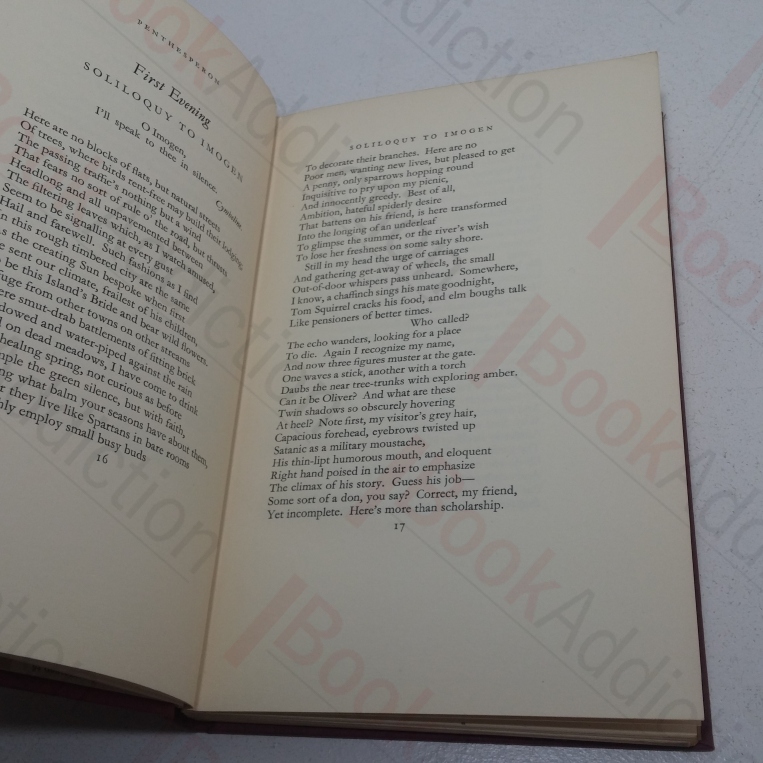 PENTHESPERON
First Evening
SOLILOQUY TO IMOGEN
O Imogen,
I'll speak to thee in silence.
Cymbeline
Here are no blocks of flats, but natural streets
Of trees, where birds rent-free may build their lodging.
The passing traffic's nothing but a wind
That fears no sort of rule o' the road, but thrusts
Headlong and all unpavemented between
The filtering leaves which, as I watch amused,
Seem to be signalling at every gust
Hail and farewell. Such fashions as I find
in this rough timbered city are the same
s the creating Sun bespoke when first
e sent our climate, frailest of his children,
be this Island's Bride and bear wild flowers.
fuge from other towns on other streams
ere smut-drab battlements of fitting brick
dowed and water-piped against the rain
on dead meadows, I have come to drink
healing spring, not curious as before
mple the green silence, but with faith,
ng what balm your seasons have about them,
they live like Spartans in bare rooms
nly employ small busy buds
16
SOLILOQUY TO IMOGEN
To decorate their branches. Here are no
Poor men, wanting new lives, but pleased to get
A penny, only sparrows hopping round
Inquisitive to pry upon my picnic,
And innocently greedy. Best of all,
Ambition, hateful spiderly desire
That battens on his friend, is here transformed
Into the longing of an underleaf
To glimpse the summer, or the river's wish
To lose her freshness on some salty shore.
Still in my head the urge of carriages
And gathering get-away of wheels, the small
Out-of-door whispers pass unheard. Somewhere,
I know, a chaffinch sings his mate goodnight,
Tom Squirrel cracks his food, and elm boughs talk
Like pensioners of better times.
Who called?
The echo wanders, looking for a place
To die. Again I recognize my name,
And now three figures muster at the gate.
One waves a stick, another with a torch
Daubs the near tree-trunks with exploring amber.
Can it be Oliver? And what are these
Twin shadows so obscurely hovering
At heel? Note first, my visitor's grey hair,
Capacious forehead, eyebrows twisted up
Satanic as a military moustache,
His thin-lipt humorous mouth, and eloquent
Right hand poised in the air to emphasize
The climax of his story. Guess his job—
Some sort of a don, you say? Correct, my friend,
Yet incomplete. Here's more than scholarship.
17
BookAddiction
BookAddiction
BookAddiction
BookAddiction